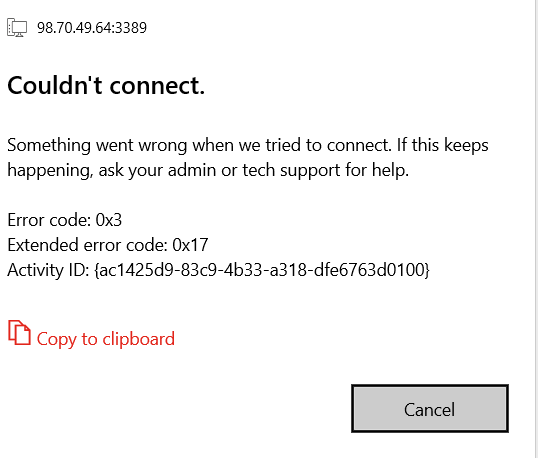 98.70.49.64:3389
Couldn't connect.
Something went wrong when we tried to connect. If this keeps
happening, ask your admin or tech support for help.
Error code: 0x3
Extended error code: 0x17
Activity ID: {ac1425d9-83c9-4b33-a318-dfe6763d0100}
Copy to clipboard
Cancel